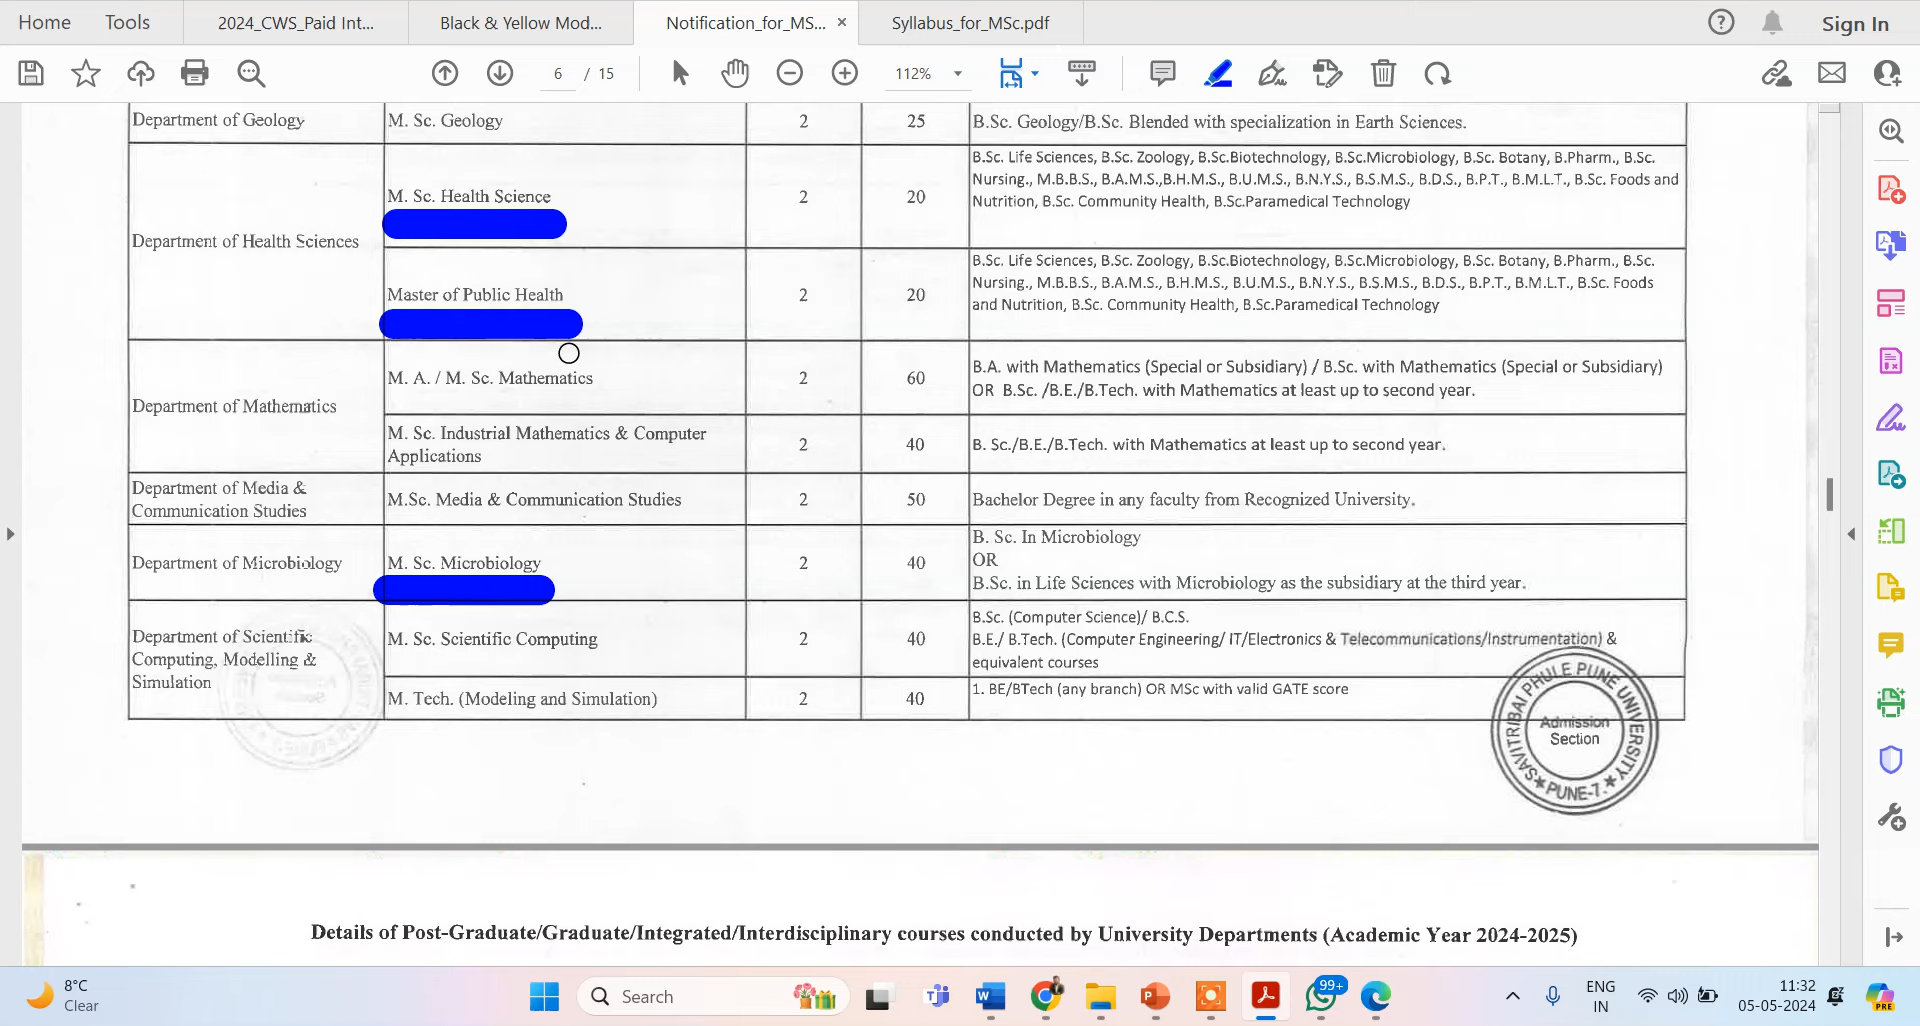 Home
Tools
2024_CWS_Paid Int...
Black & Yellow Mod...
Notification_for_MS...
Syllabus_for_MSc.pdf
Sign In
6 / 15
112%
Department of Geology
M. Sc. Geology
2
25
B.Sc. Geology/B.Sc. Blended with specialization in Earth Sciences.
Department of Health Sciences
M. Sc. Health Science
2
20
B.Sc. Life Sciences, B.Sc. Zoology, B.Sc.Biotechnology, B.Sc.Microbiology, B.Sc. Botany, B.Pharm., B.Sc.
Nursing., M.B.B.S., B.A.M.S.,B.H.M.S., B.U.M.S., B.N.Y.S., B.S.M.S., B.D.S., B.P.T., B.M.L.T., B.Sc. Foods and
Nutrition, B.Sc. Community Health, B.Sc.Paramedical Technology
Master of Public Health
2
20
B.Sc. Life Sciences, B.Sc. Zoology, B.Sc.Biotechnology, B.Sc.Microbiology, B.Sc. Botany, B.Pharm., B.Sc.
Nursing., M.B.B.S., B.A.M.S., B.H.M.S., B.U.M.S., B.N.Y.S., B.S.M.S., B.D.S., B.P.T., B.M.L.T., B.Sc. Foods
and Nutrition, B.Sc. Community Health, B.Sc.Paramedical Technology
Department of Mathematics
M. A. / M. Sc. Mathematics
2
60
B.A. with Mathematics (Special or Subsidiary) / B.Sc. with Mathematics (Special or Subsidiary)
OR B.Sc. /B.E./B.Tech. with Mathematics at least up to second year.
M. Sc. Industrial Mathematics & Computer
Applications
2
40
B. Sc./B.E./B.Tech. with Mathematics at least up to second year.
Department of Media &
Communication Studies
M.Sc. Media & Communication Studies
2
50
Bachelor Degree in any faculty from Recognized University.
Department of Microbiology
M. Sc. Microbiology
2
40
B. Sc. In Microbiology
OR
B.Sc. in Life Sciences with Microbiology as the subsidiary at the third year.
Department of Scientific
Computing, Modelling &
Simulation
M. Sc. Scientific Computing
2
40
B.Sc. (Computer Science)/ B.C.S.
B.E./ B.Tech. (Computer Engineering/ IT/Electronics & Telecommunications/Instrumentation) &
equivalent courses
M. Tech. (Modeling and Simulation)
2
40
1. BE/BTech (any branch) OR MSc with valid GATE score
SAVITRIBAI PHULE PUNE UNIVERSITY
Admission
Section
PUNE-7.
Details of Post-Graduate/Graduate/Integrated/Interdisciplinary courses conducted by University Departments (Academic Year 2024-2025)
8°C
Clear
Search
99+
ENG
IN
11:32
05-05-2024
PRE